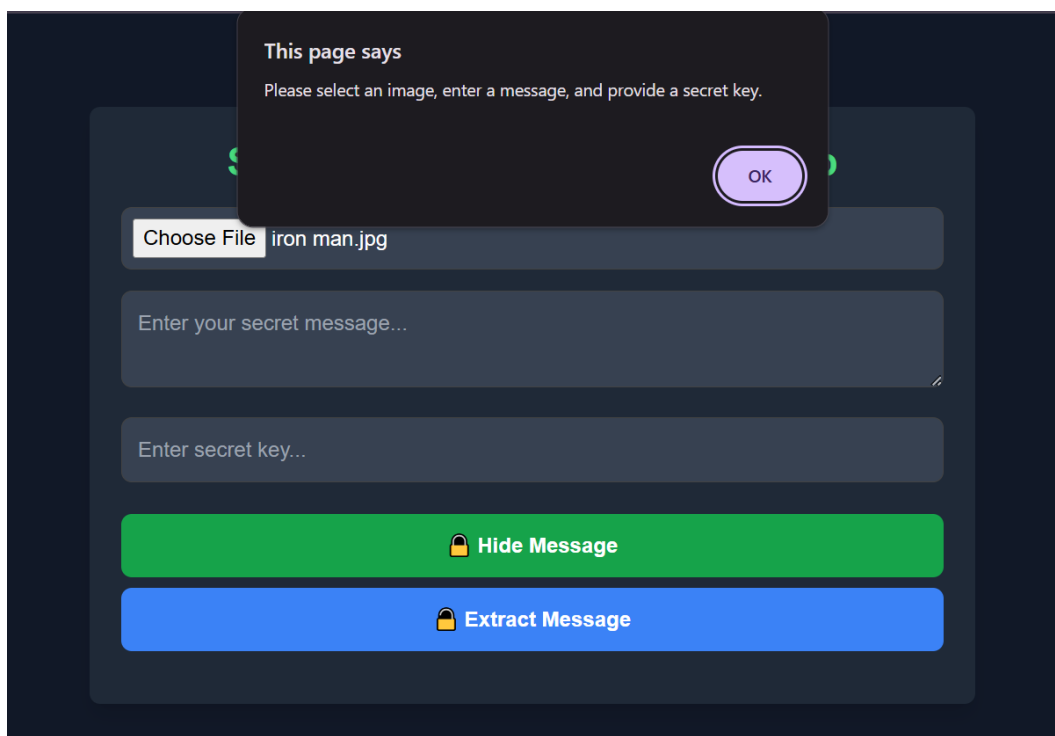 This page says
Please select an image, enter a message, and provide a secret key.
OK
Choose File iron man.jpg
Enter your secret message...
Enter secret key...
Hide Message
Extract Message